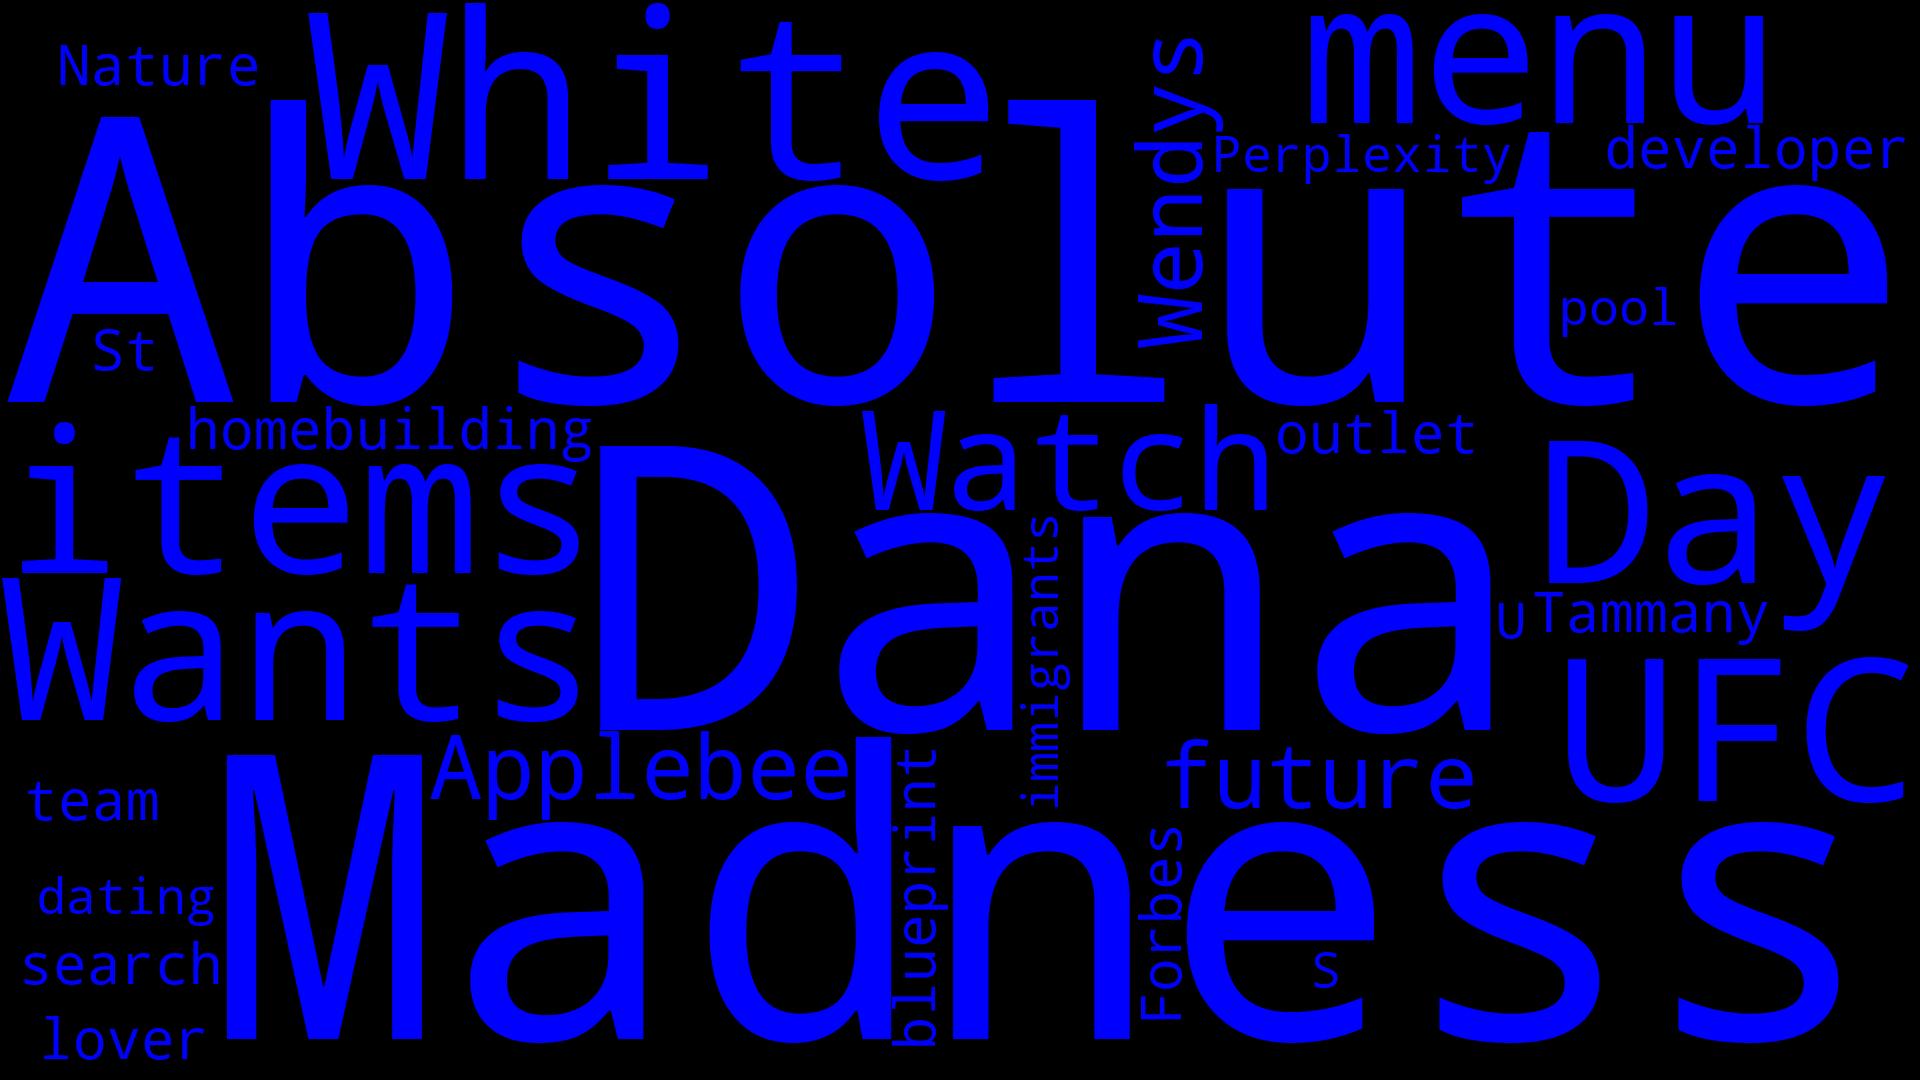 Nature
White
Wendys
menu
Perplexity
developer
Absolute
St
pool
homebuilding
items
Watch
outlet
Day
Dana
immigrants
U
Tammany
Wants
UFC
Applebee
future
team
Madness
blueprint
Forbes
S
dating
search
lover